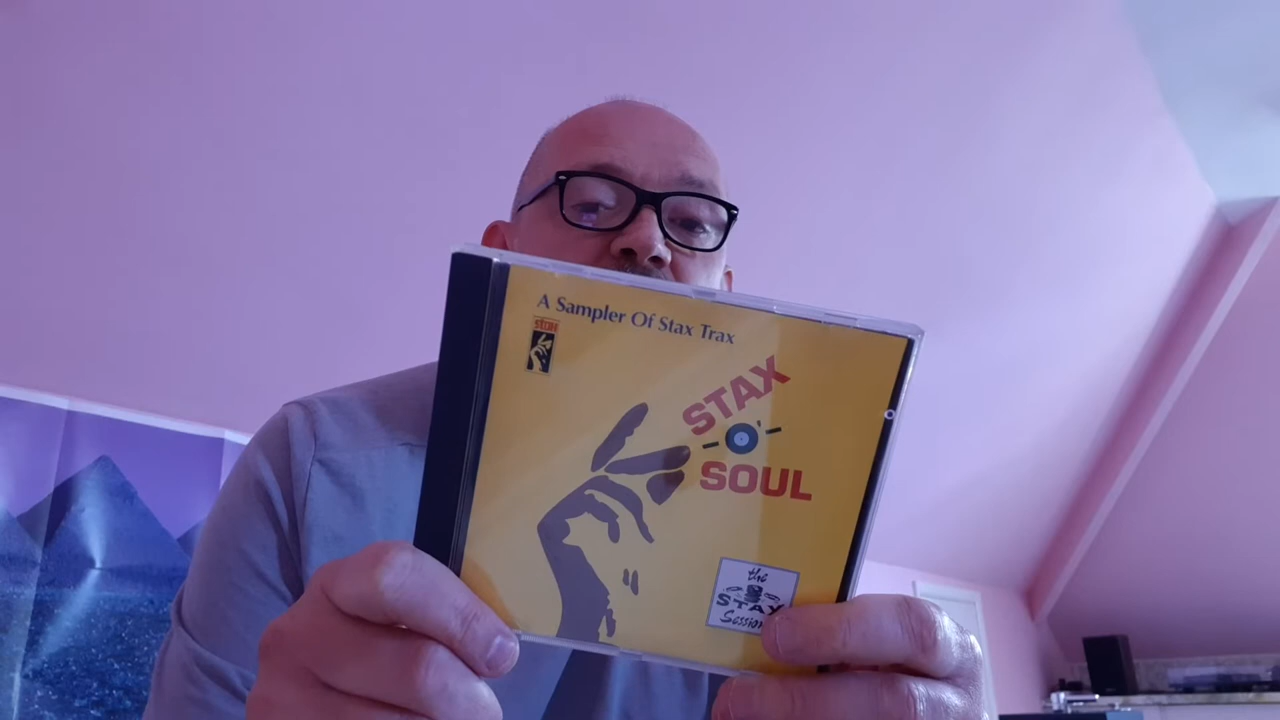 A Sampler Of Stax Trax
STAX
STAX
O'
SOUL
the
STAX
Session